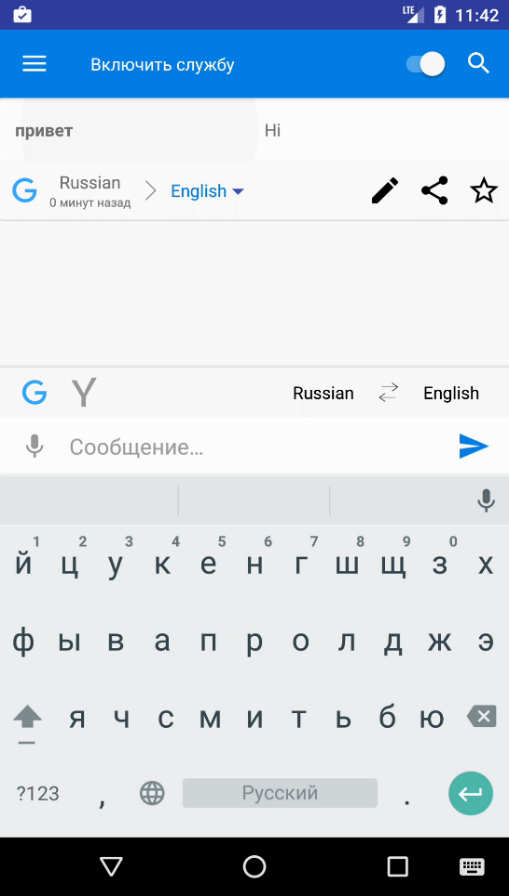 LTE 11:42
Включить службу
привет Hi
Russian English
0 минут назад
Russian English
Сообщение...
1 2 3 4 5 6 7 8 9 0
й ц у к е н г ш щ з х
ф ы в а п р о л д ж э
я ч с м и т ь б ю
?123 , Русский .